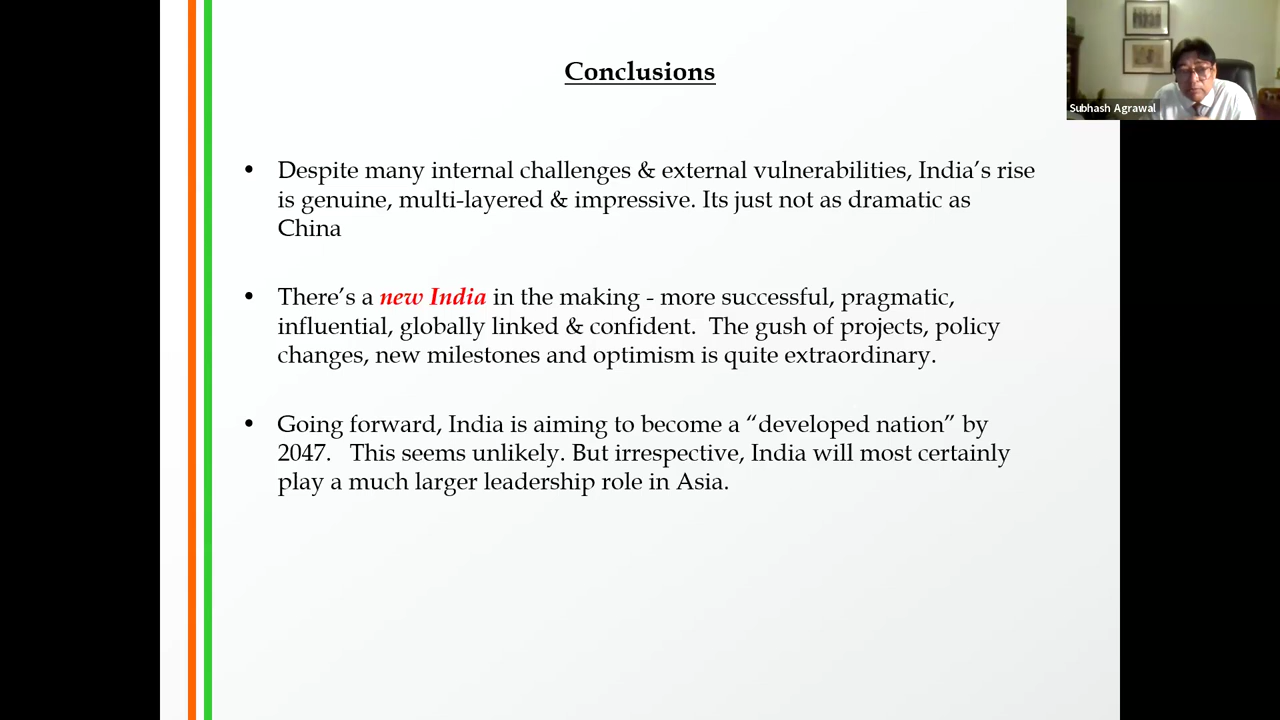 Conclusions
Subhash Agrawal
• Despite many internal challenges & external vulnerabilities, India’s rise
is genuine, multi-layered & impressive. Its just not as dramatic as
China
• There’s a new India in the making - more successful, pragmatic,
influential, globally linked & confident.  The gush of projects, policy
changes, new milestones and optimism is quite extraordinary.
• Going forward, India is aiming to become a “developed nation” by
2047.   This seems unlikely. But irrespective, India will most certainly
play a much larger leadership role in Asia.